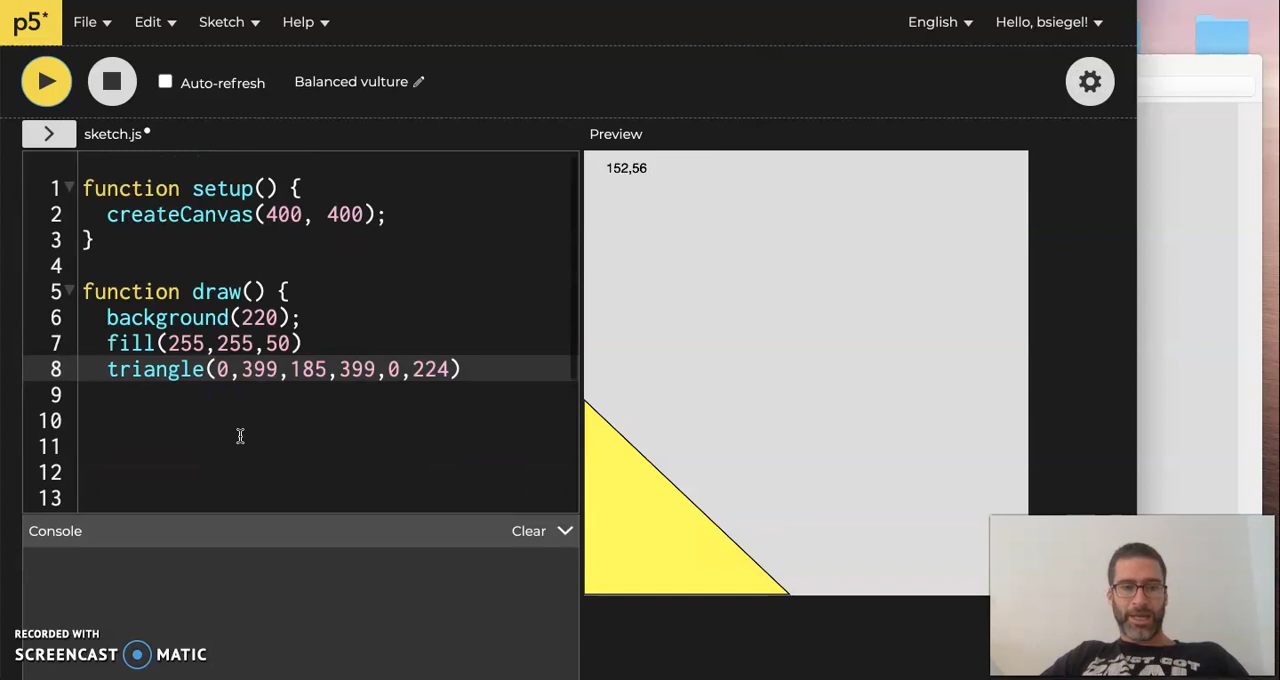 p5* File Edit Sketch Help English Hello, bsiegel!
Auto-refresh Balanced vulture
sketch.js Preview
152,56
1 function setup() {
2 createCanvas(400, 400);
3 }
4
5 function draw() {
6 background(220);
7 fill(255,255,50)
8 triangle(0,399,185,399,0,224)
9
10
11
12
13
Console Clear
RECORDED WITH
SCREENCAST MATIC
I JUST GOT